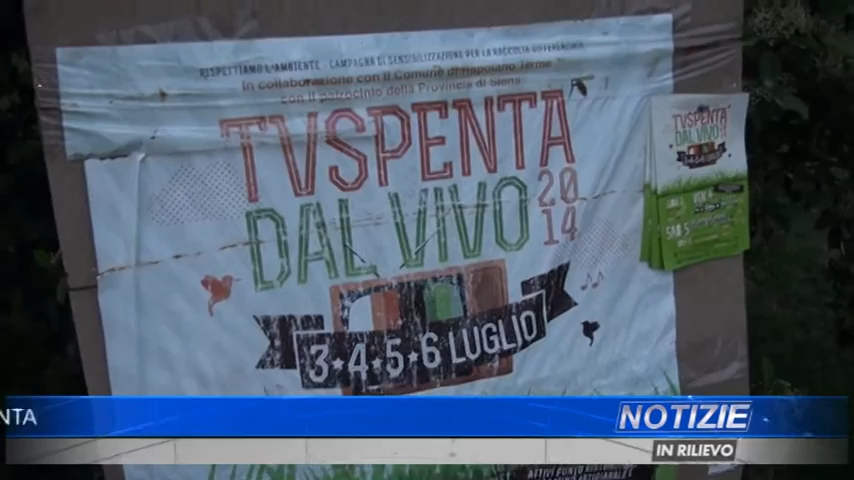 RISPETTIAMO L'AMBIENTE - CAMPAGNA DI SENSIBILIZZAZIONE PER LA RACCOLTA DIFFERENZIATA
In collaborazione con il Comune di Rapolano Terme
con il patrocinio della Provincia di Siena
TVSPENTA
DAL VIVO
20
14
3★4★5★6 LUGLIO
TVSPENTA
DAL VIVO
NTA
NOTIZIE
IN RILIEVO